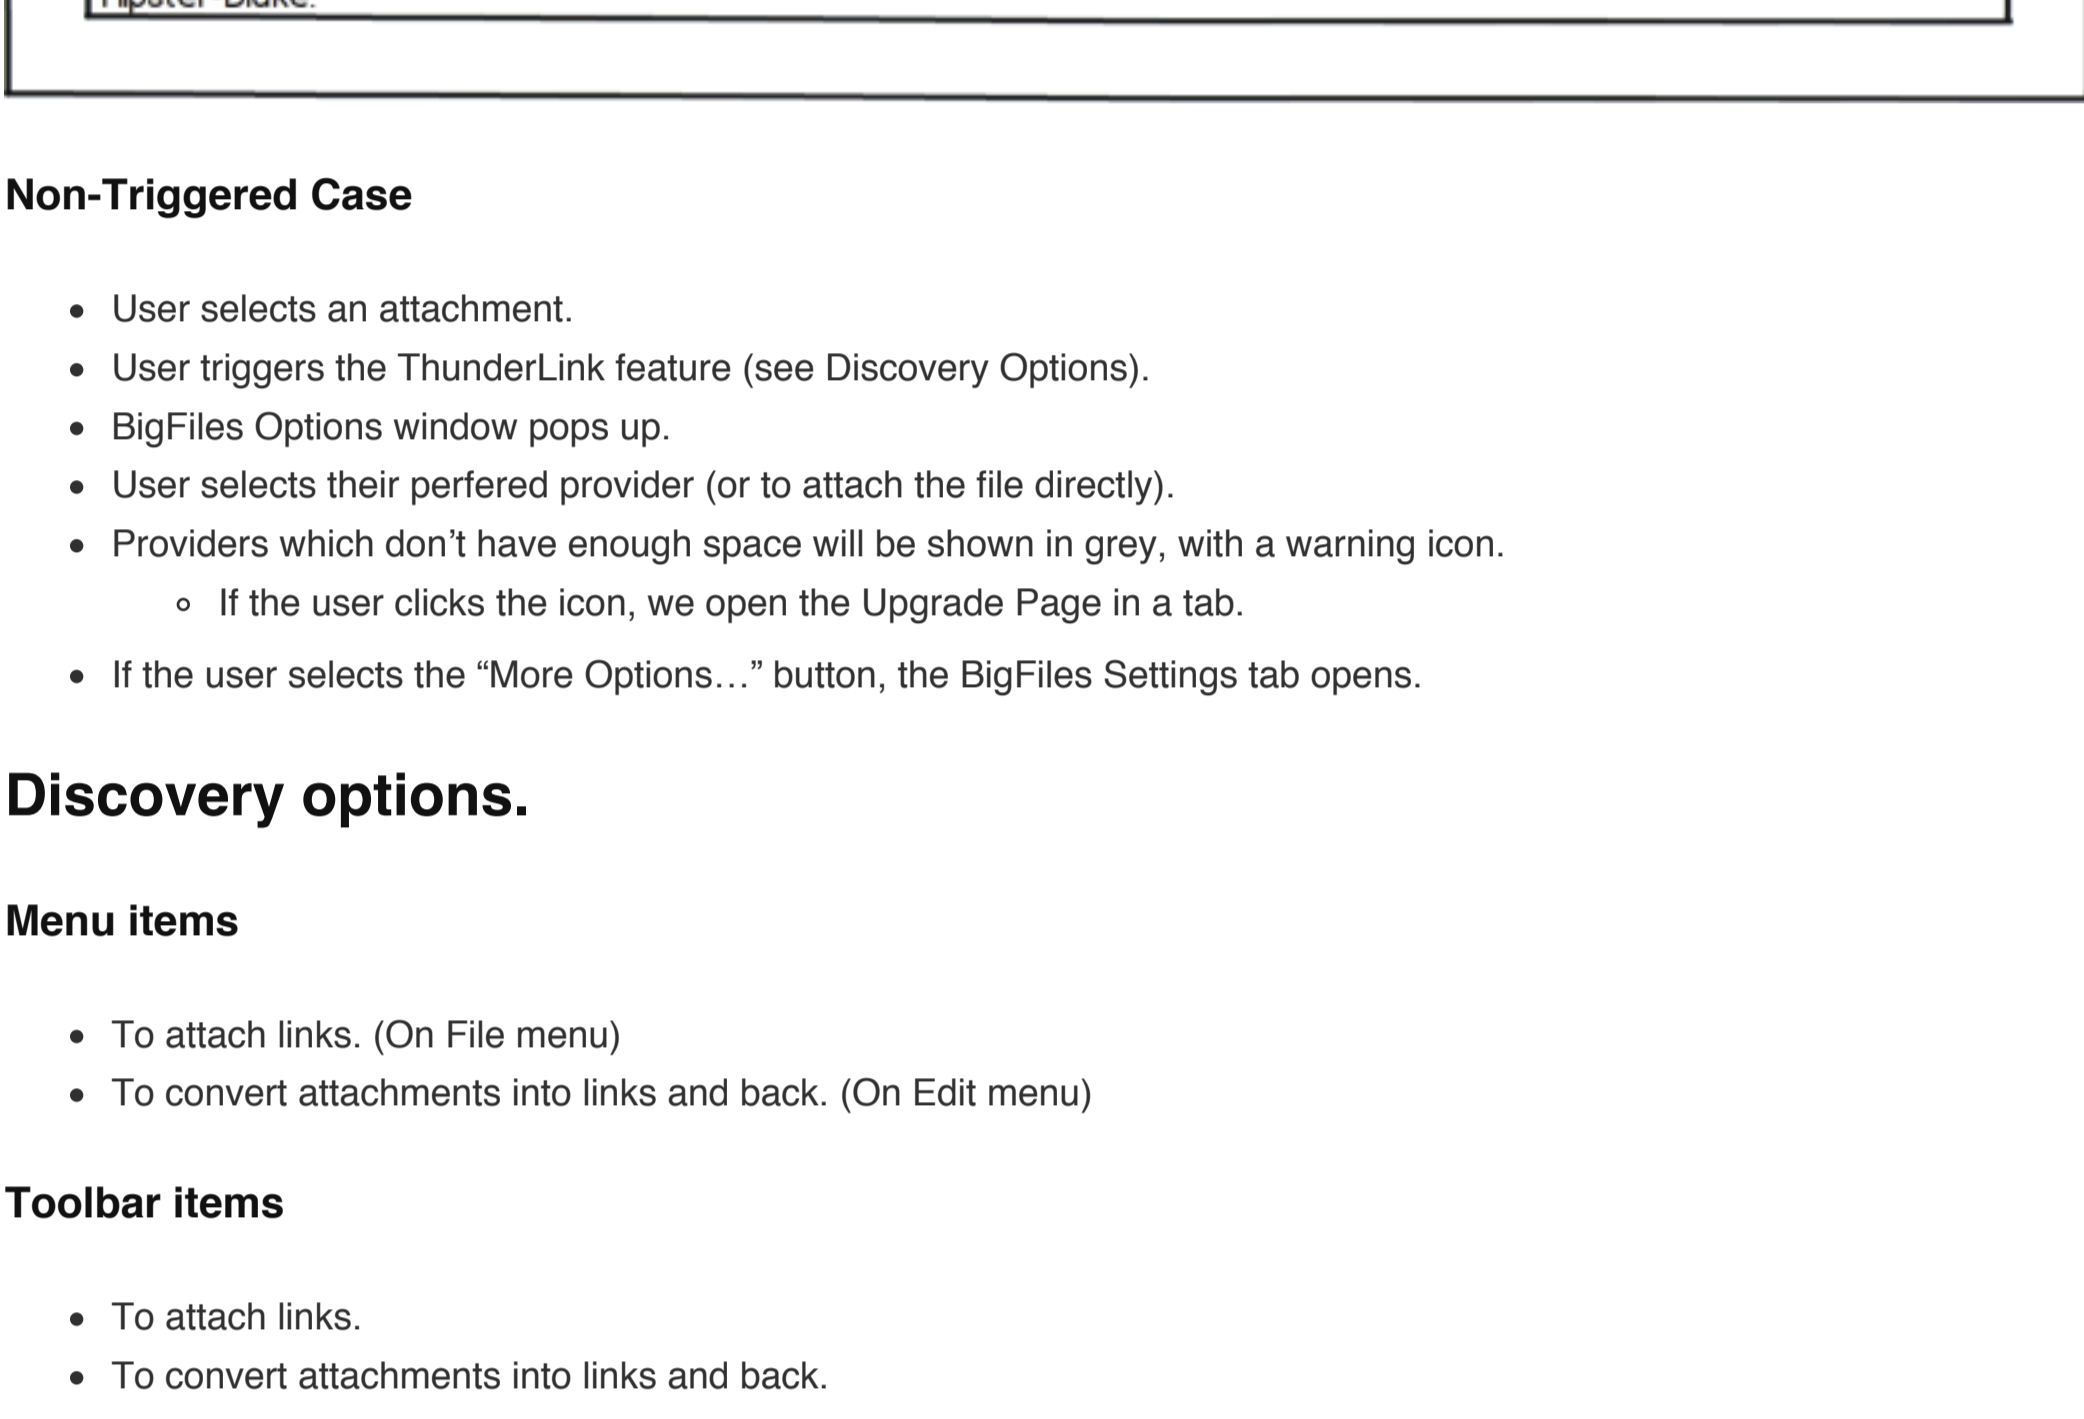 Hipster-Blake.
Non-Triggered Case
• User selects an attachment.
• User triggers the ThunderLink feature (see Discovery Options).
• BigFiles Options window pops up.
• User selects their perfered provider (or to attach the file directly).
• Providers which don’t have enough space will be shown in grey, with a warning icon.
◦ If the user clicks the icon, we open the Upgrade Page in a tab.
• If the user selects the “More Options…” button, the BigFiles Settings tab opens.
Discovery options.
Menu items
• To attach links. (On File menu)
• To convert attachments into links and back. (On Edit menu)
Toolbar items
• To attach links.
• To convert attachments into links and back.